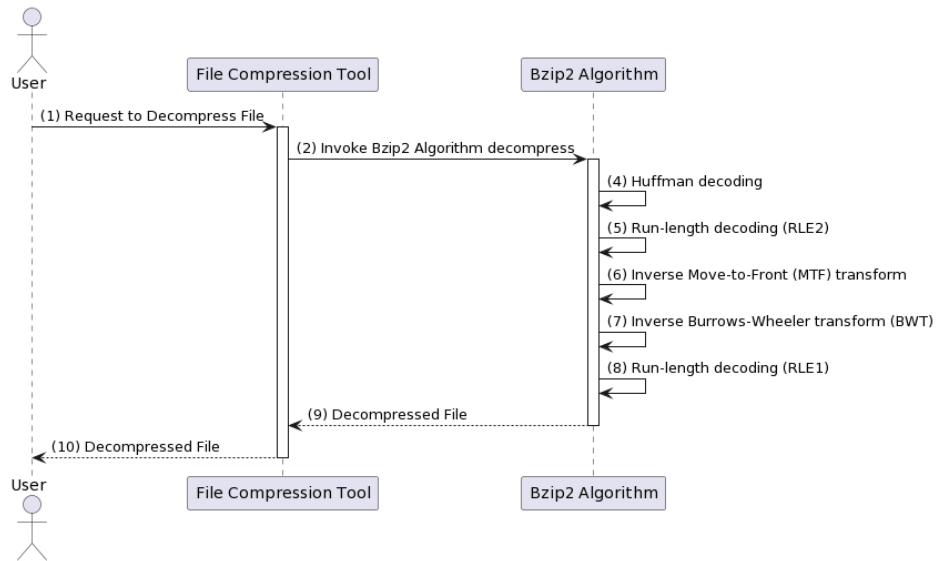 User
File Compression Tool
Bzip2 Algorithm
(1) Request to Decompress File
(2) Invoke Bzip2 Algorithm decompress
(4) Huffman decoding
(5) Run-length decoding (RLE2)
(6) Inverse Move-to-Front (MTF) transform
(7) Inverse Burrows-Wheeler transform (BWT)
(8) Run-length decoding (RLE1)
(9) Decompressed File
(10) Decompressed File
User
File Compression Tool
Bzip2 Algorithm